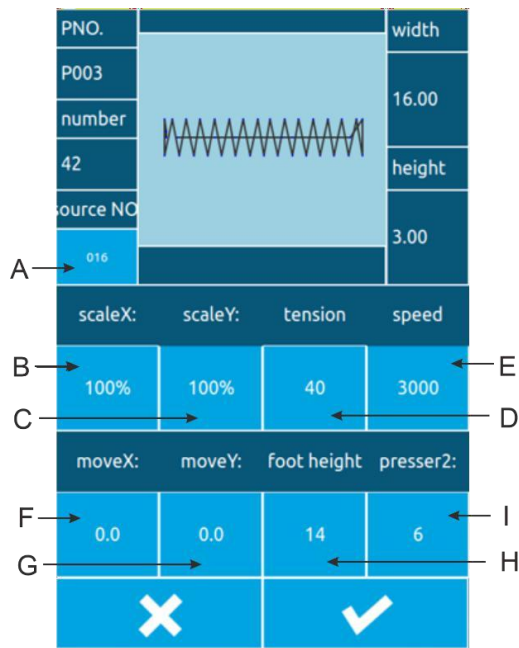 PNO.
width
P003
16.00
number
42
height
source NO
016
3.00
A
scaleX: scaleY: tension speed
B
E
100% 100% 40 3000
C
D
moveX: moveY: foot height presser2:
F
I
0.0 0.0 14 6
G
H